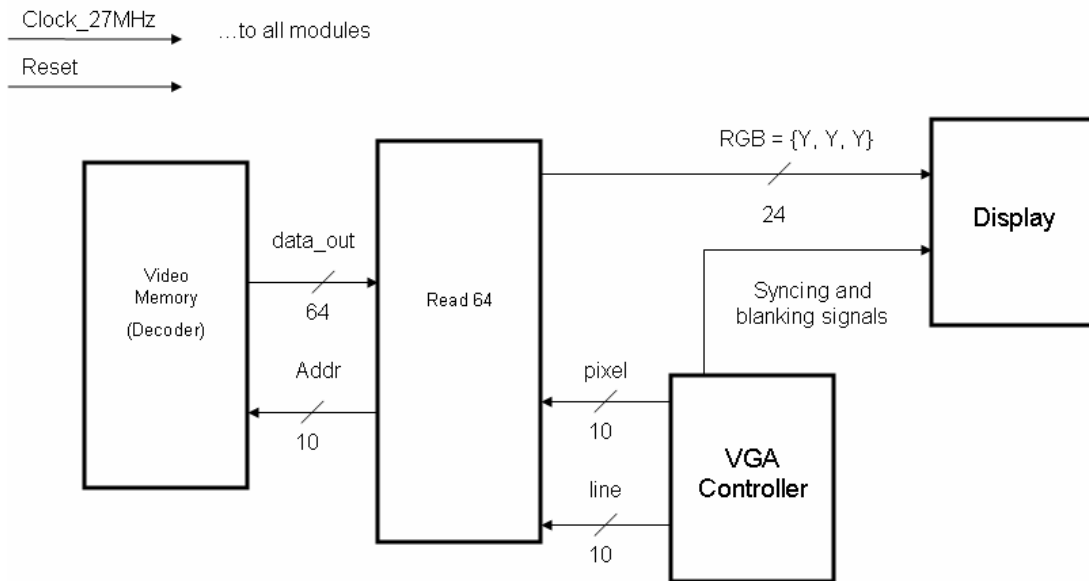 Clock_27MHz
…to all modules
Reset
RGB = {Y, Y, Y}
24
Display
data_out
64
Video
Memory
(Decoder)
Read 64
Syncing and
blanking signals
Addr
10
pixel
10
VGA
Controller
line
10